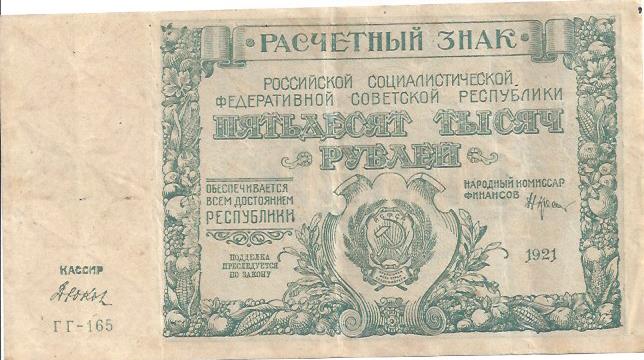 РАСЧЕТНЫЙ ЗНАК
РОССИЙСКОЙ СОЦИАЛИСТИЧЕСКОЙ
ФЕДЕРАТИВНОЙ СОВЕТСКОЙ РЕСПУБЛИКИ
ПЯТЬДЕСЯТ ТЫСЯЧ
РУБЛЕЙ
ОБЕСПЕЧИВАЕТСЯ
ВСЕМ ДОСТОЯНИЕМ
РЕСПУБЛИКИ
НАРОДНЫЙ КОМИССАР
ФИНАНСОВ
ПОДДЕЛКА
ПРЕСЛЕДУЕТСЯ
ПО ЗАКОНУ
1921
КАССИР
ГГ-165